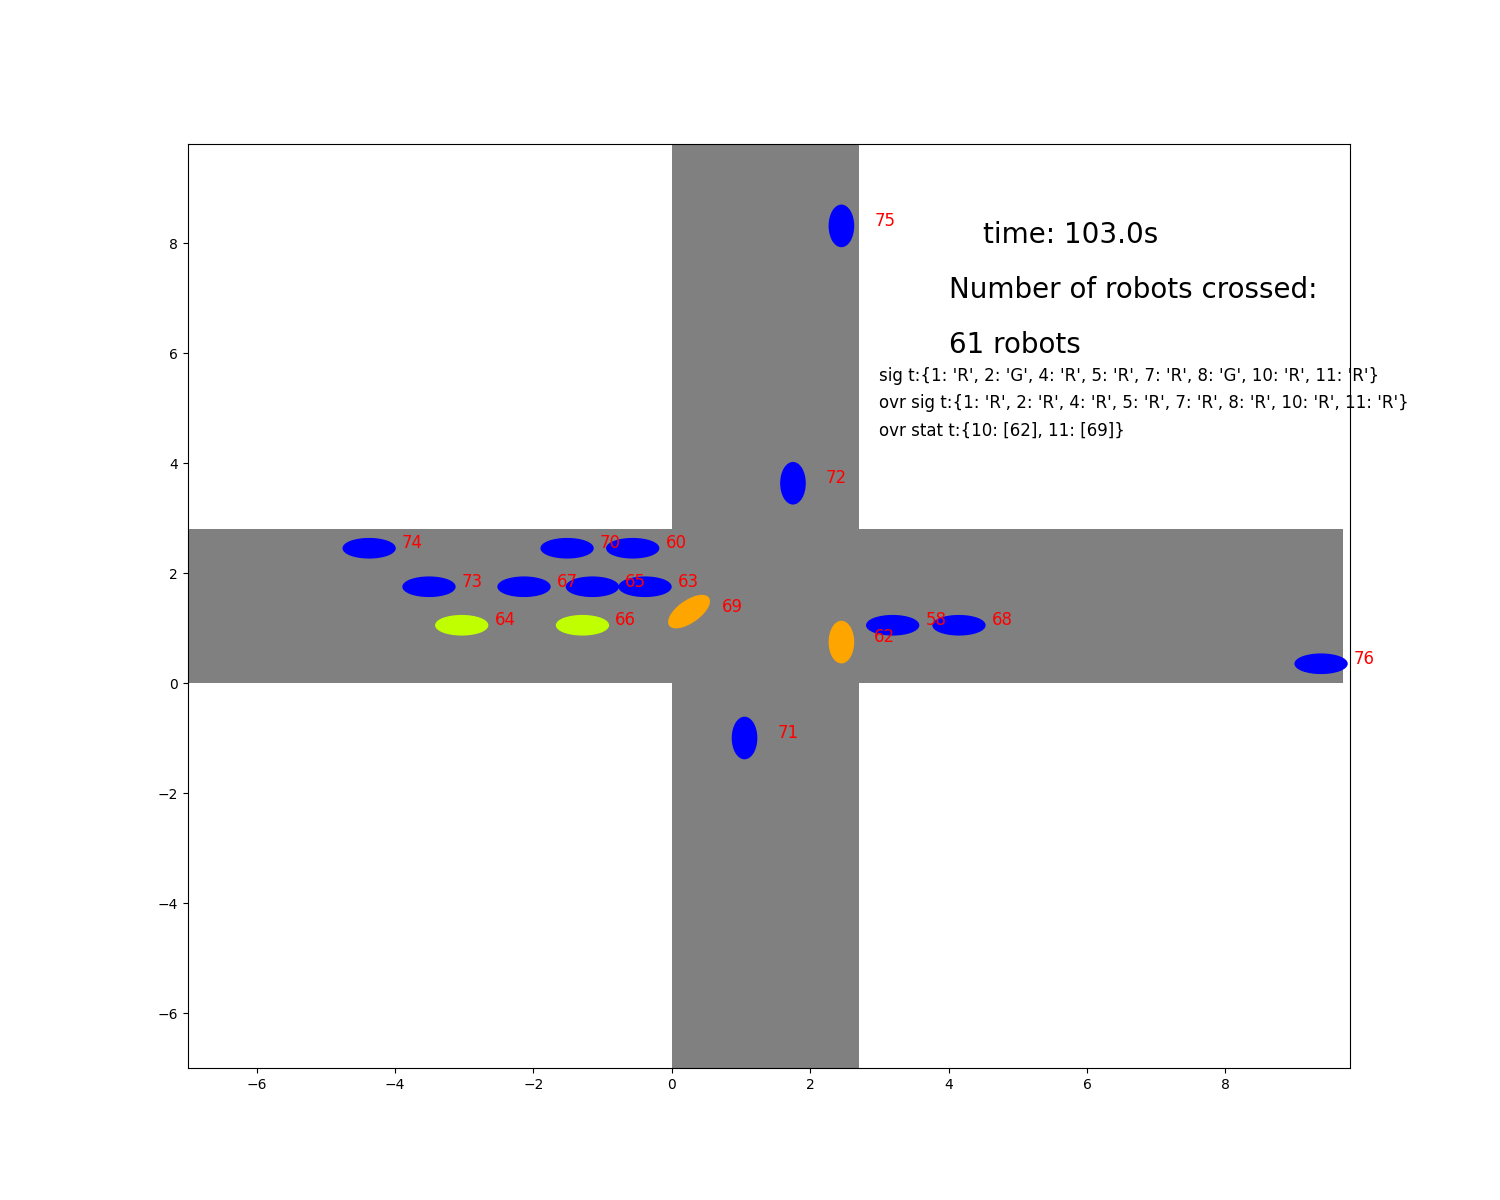 75
time: 103.0s
Number of robots crossed:
61 robots
sig t:{1: 'R', 2: 'G', 4: 'R', 5: 'R', 7: 'R', 8: 'G', 10: 'R', 11: 'R'}
ovr sig t:{1: 'R', 2: 'R', 4: 'R', 5: 'R', 7: 'R', 8: 'R', 10: 'R', 11: 'R'}
ovr stat t:{10: [62], 11: [69]}
72
74 70 60
73 67 65 63
64 66 69 62 58 68
76
71
8
6
4
2
0
−2
−4
−6
−6 −4 −2 0 2 4 6 8